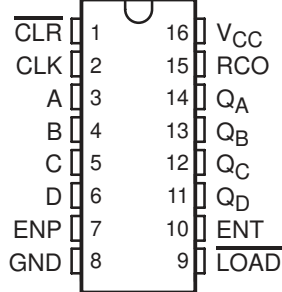 CLR 1 16 VCC
CLK 2 15 RCO
A 3 14 QA
B 4 13 QB
C 5 12 QC
D 6 11 QD
ENP 7 10 ENT
GND 8 9 LOAD